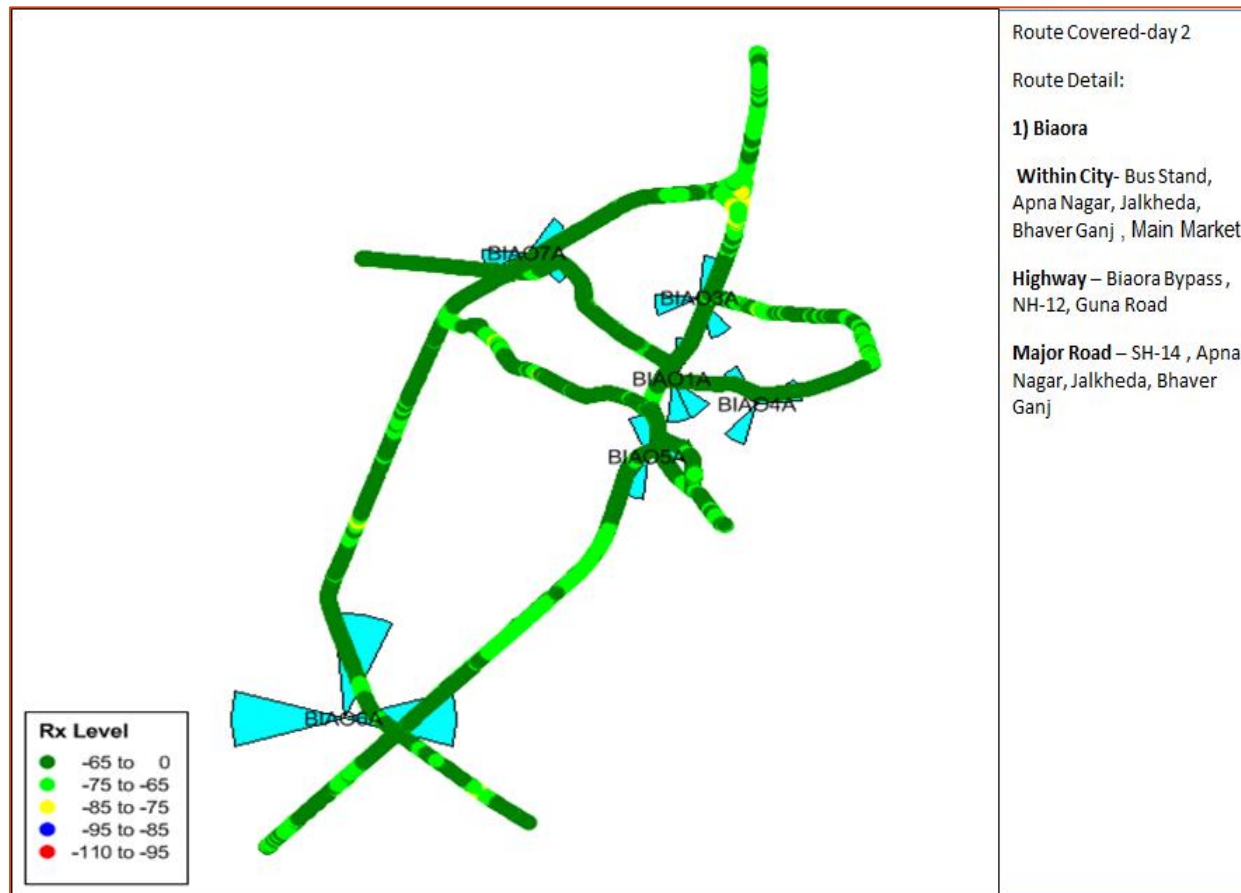 BIAO7A
BIAO3A
BIAO1A
BIAO4A
BIAO5A
BIAO6A
Rx Level
-65 to 0
-75 to -65
-85 to -75
-95 to -85
-110 to -95
Route Covered-day 2
Route Detail:
1) Biaora
Within City- Bus Stand,
Apna Nagar, Jalkheda,
Bhaver Ganj , Main Market
Highway – Biaora Bypass ,
NH-12, Guna Road
Major Road – SH-14 , Apna
Nagar, Jalkheda, Bhaver
Ganj